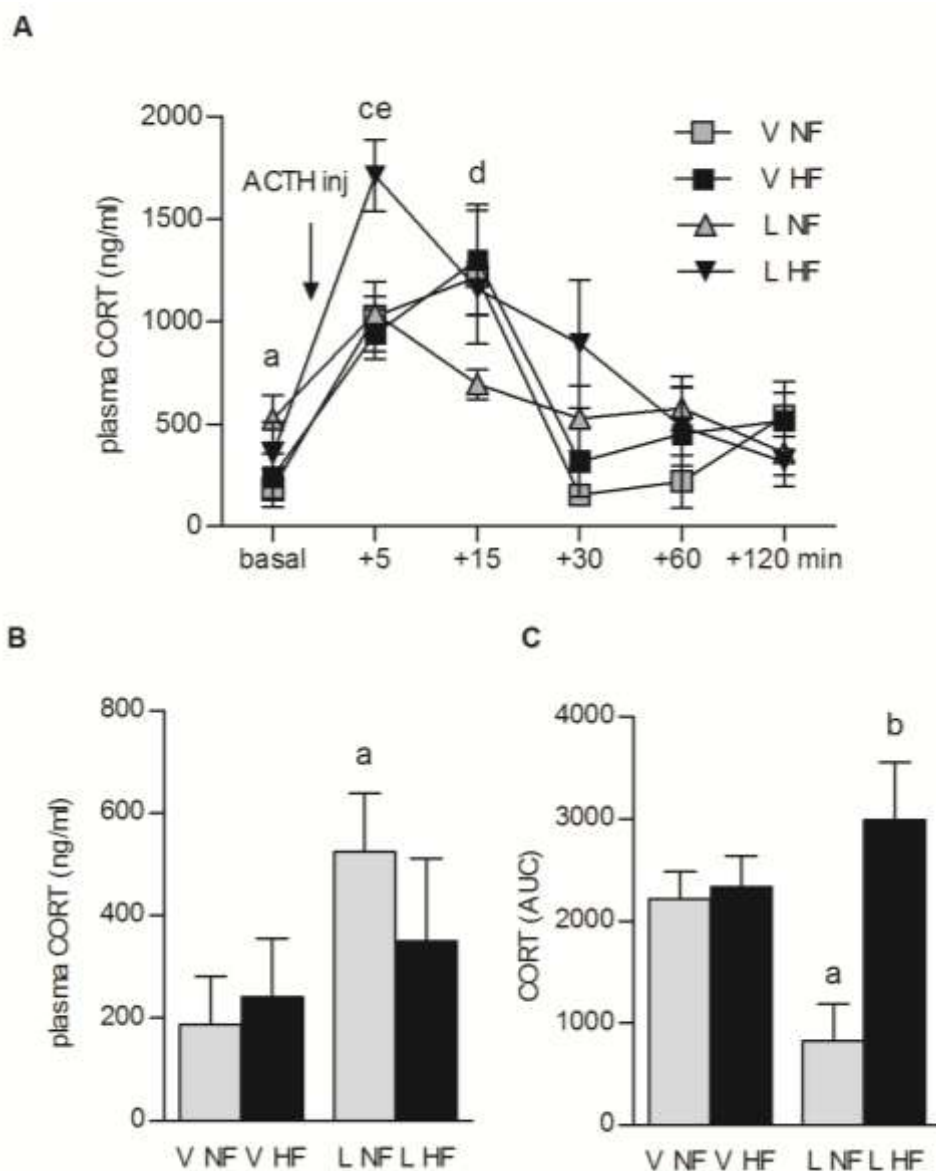 A
2000
1500
1000
500
0
plasma CORT (ng/ml)
ACTH inj
a
ce
d
V NF
V HF
L NF
L HF
basal
+5
+15
+30
+60
+120 min
B
800
600
400
200
0
plasma CORT (ng/ml)
a
V NF
V HF
L NF
L HF
C
4000
3000
2000
1000
0
CORT (AUC)
a
b
V NF
V HF
L NF
L HF